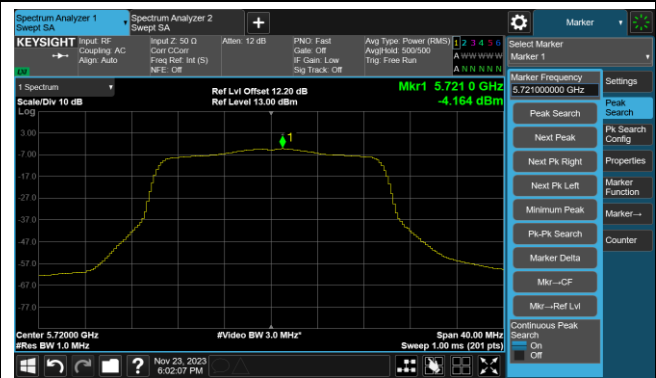 Spectrum Analyzer 1
Swept SA
Spectrum Analyzer 2
Swept SA
+
Marker
KEYSIGHT
Input: RF
Coupling: AC
Align: Auto
Input Z: 50 Ω
Corr CCorr
Freq Ref: Int (S)
NFE: Off
Atten: 12 dB
PNO: Fast
Gate: Off
IF Gain: Low
Sig Track: Off
Avg Type: Power (RMS)
Avg|Hold: 500/500
Trig: Free Run
1 2 3 4 5 6
A W W W W W
A N N N N N
Select Marker
Marker 1
1 Spectrum
Scale/Div 10 dB
Log
Ref Lvl Offset 12.20 dB
Ref Level 13.00 dBm
Mkr1 5.721 0 GHz
-4.164 dBm
1
3.00
-7.00
-17.0
-27.0
-37.0
-47.0
-57.0
-67.0
-77.0
Center 5.72000 GHz
#Res BW 1.0 MHz
#Video BW 3.0 MHz*
Span 40.00 MHz
Sweep 1.00 ms (201 pts)
Marker Frequency
5.721000000 GHz
Peak Search
Next Peak
Next Pk Right
Next Pk Left
Minimum Peak
Pk-Pk Search
Marker Delta
Mkr→CF
Mkr→Ref Lvl
Continuous Peak
Search
On
Off
Settings
Peak
Search
Pk Search
Config
Properties
Marker
Function
Marker→
Counter
?
Nov 23, 2023
6:02:07 PM